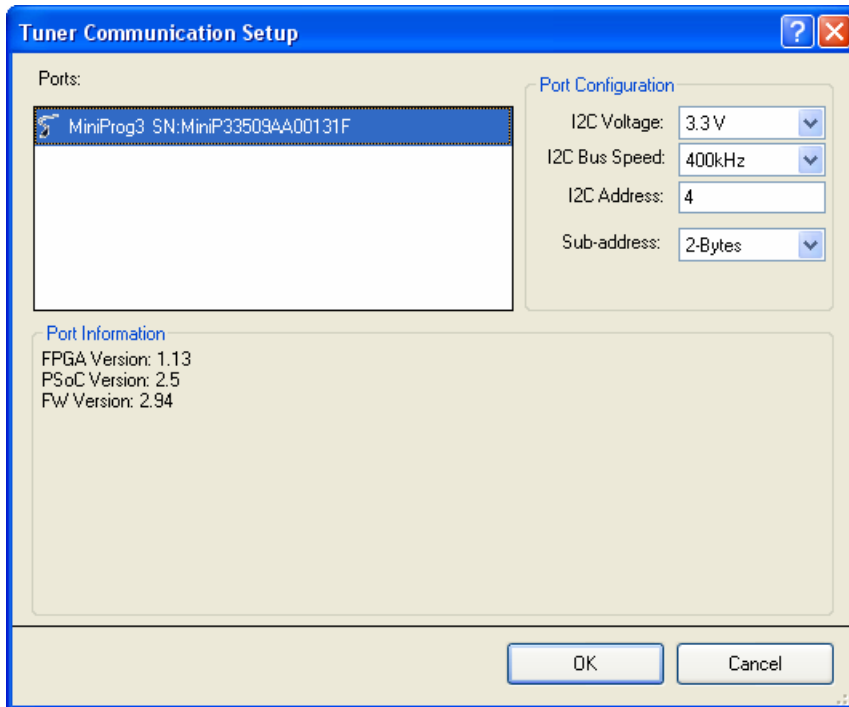 Tuner Communication Setup
Ports:
MiniProg3 SN:MiniP33509AA00131F
Port Configuration
I2C Voltage: 3.3 V
I2C Bus Speed: 400kHz
I2C Address: 4
Sub-address: 2-Bytes
Port Information
FPGA Version: 1.13
PSoC Version: 2.5
FW Version: 2.94
OK Cancel